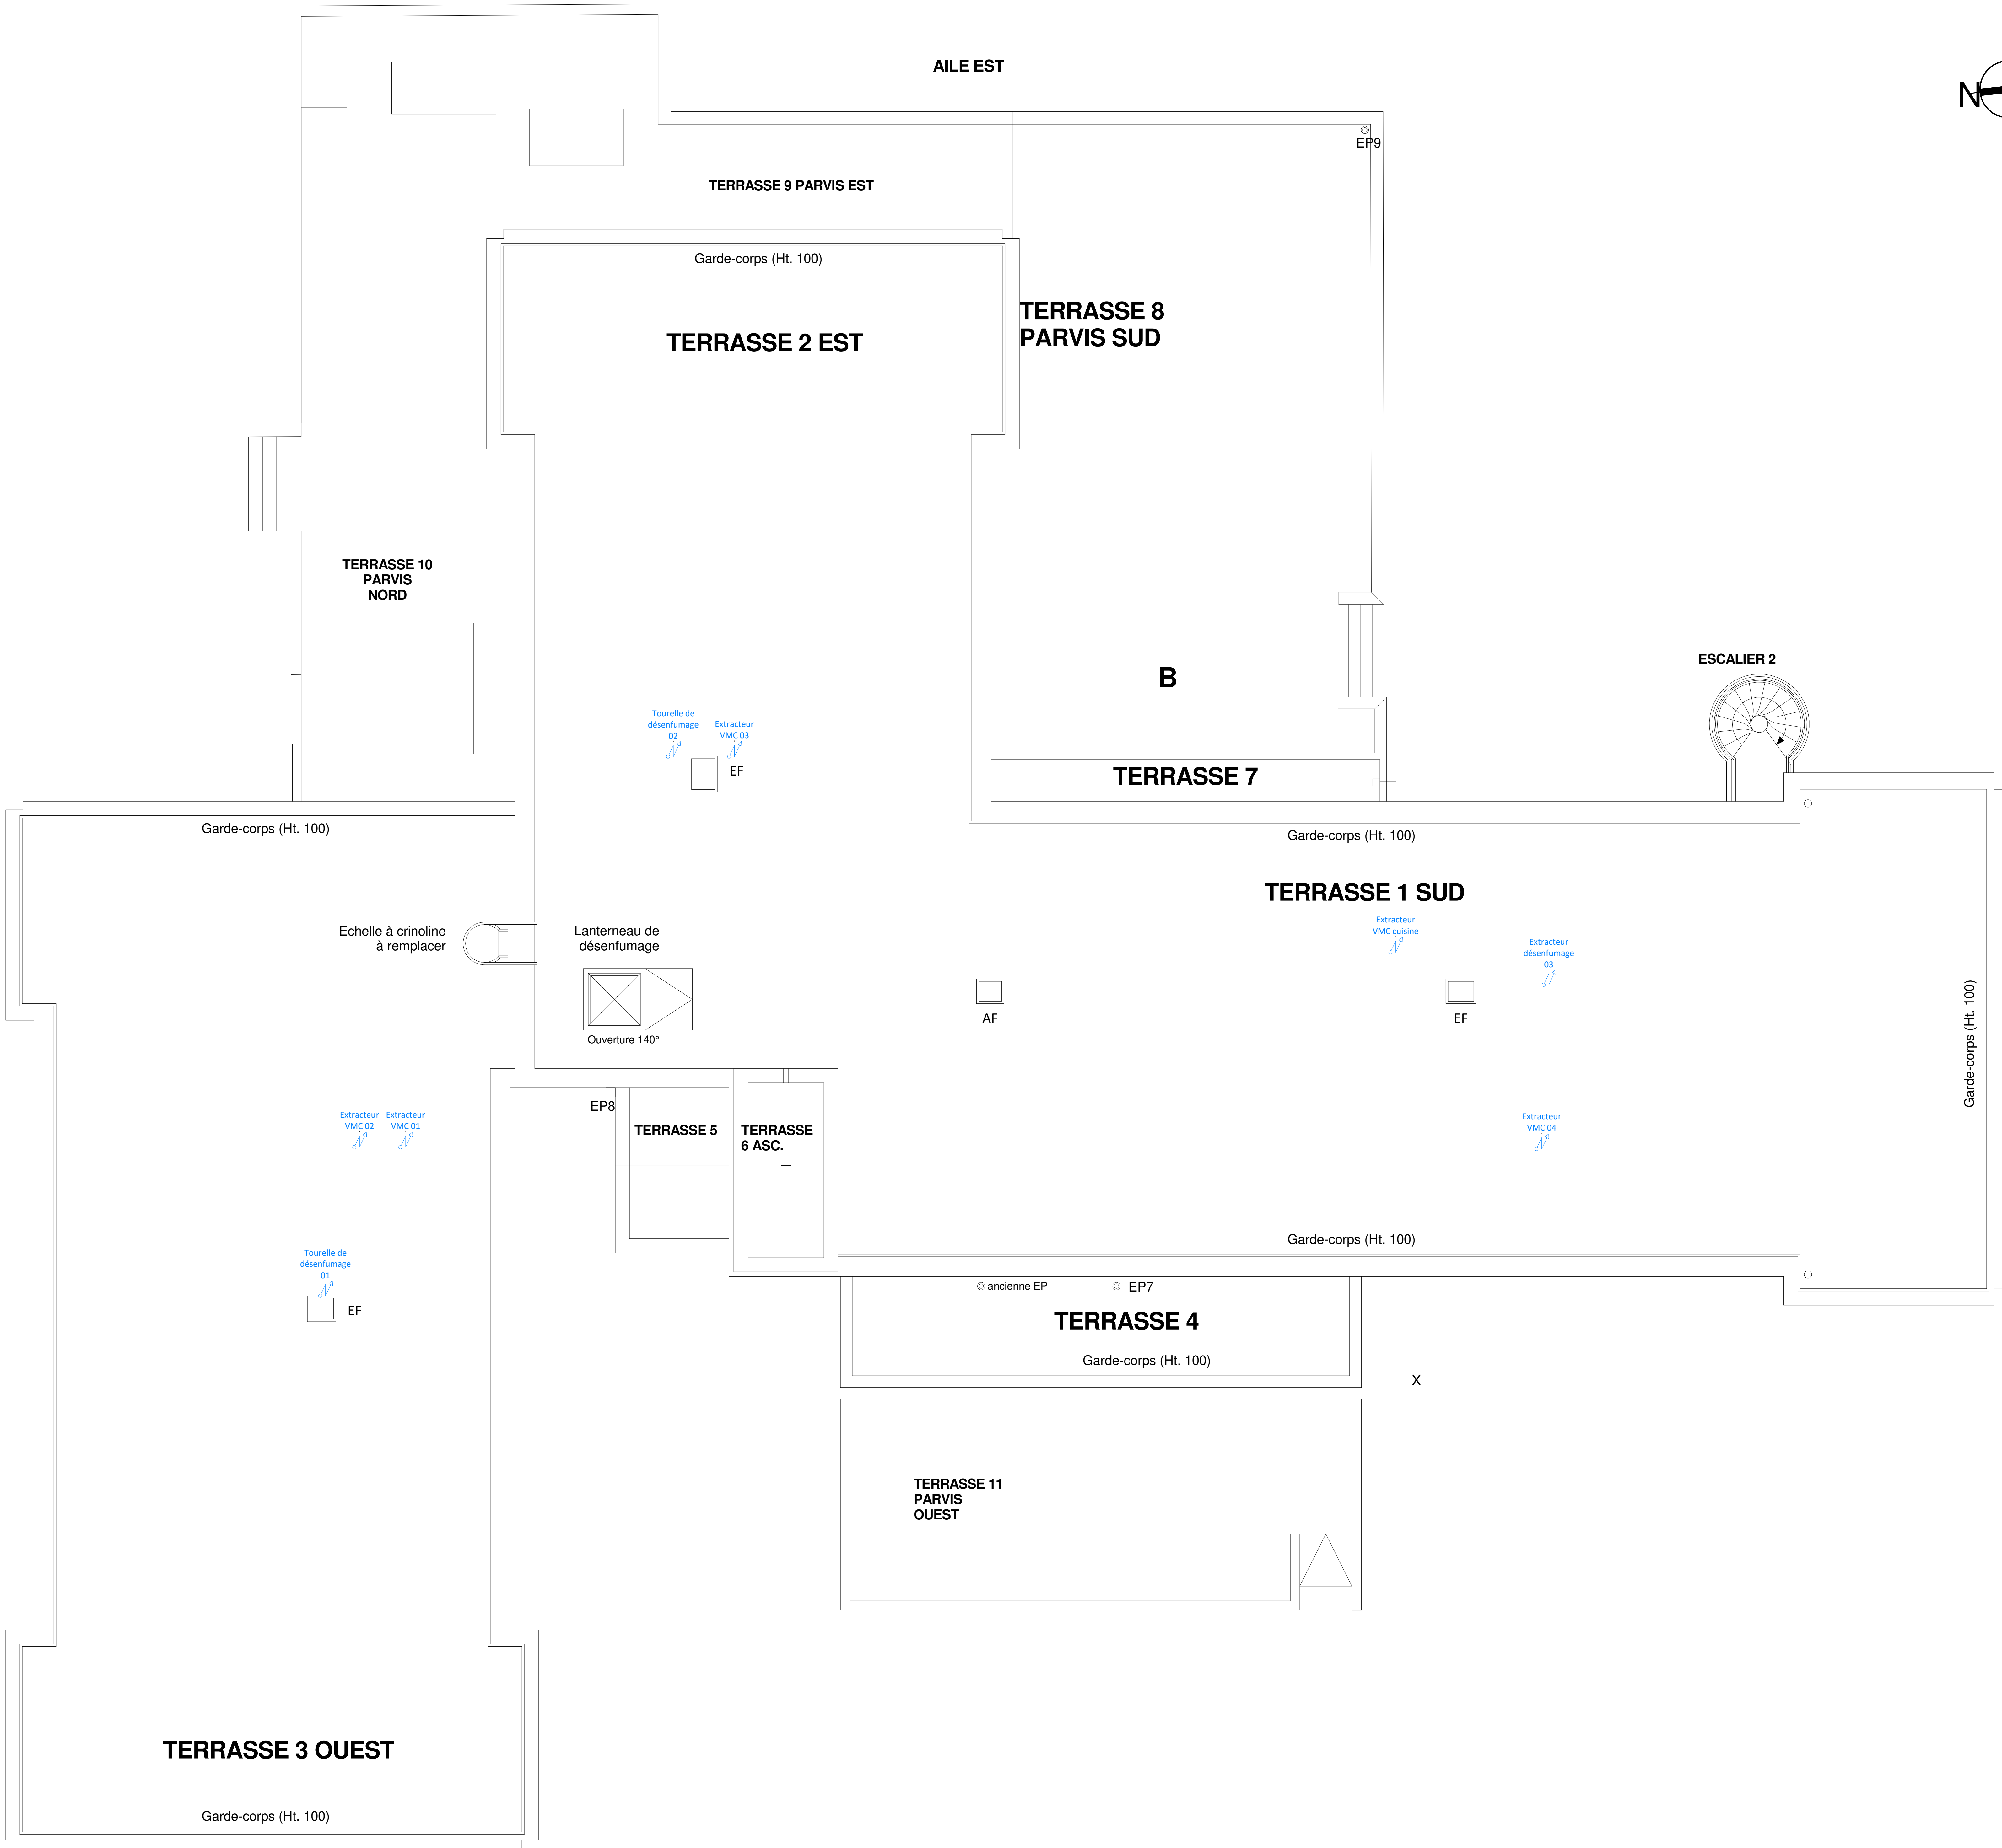 AILE EST
N
EP9
TERRASSE 9 PARVIS EST
Garde-corps (Ht. 100)
TERRASSE 8
PARVIS SUD
TERRASSE 2 EST
TERRASSE 10
PARVIS
NORD
ESCALIER 2
B
Tourelle de
désenfumage
02
Extracteur
VMC 03
EF
TERRASSE 7
Garde-corps (Ht. 100)
Garde-corps (Ht. 100)
TERRASSE 1 SUD
Echelle à crinoline
à remplacer
Lanterneau de
désenfumage
Extracteur
VMC cuisine
Extracteur
désenfumage
03
AF
EF
Ouverture 140°
Garde-corps (Ht. 100)
EP8
Extracteur
VMC 02
Extracteur
VMC 01
TERRASSE 5
TERRASSE
6 ASC.
Extracteur
VMC 04
Garde-corps (Ht. 100)
Tourelle de
désenfumage
01
EF
ancienne EP
EP7
TERRASSE 4
Garde-corps (Ht. 100)
X
TERRASSE 11
PARVIS
OUEST
TERRASSE 3 OUEST
Garde-corps (Ht. 100)